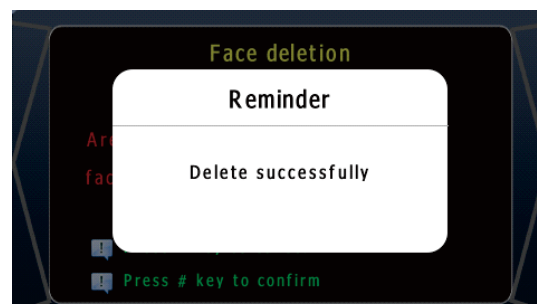 Face deletion
Reminder
Delete successfully
Press # key to confirm